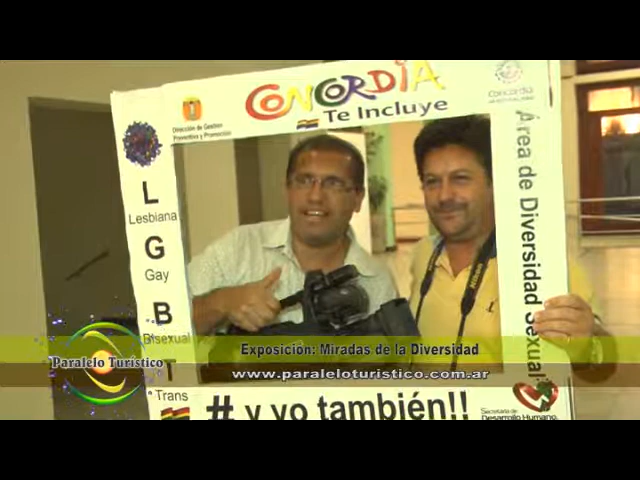 CONCORDIA
Te Incluye
Dirección de Gestión
Preventiva y Promoción
Concordia
L
Lesbiana
G
Gay
B
Bisexual
T
Trans
Área de Diversidad Sexual
Exposición: Miradas de la Diversidad
www.paraleloturistico.com.ar
Paralelo Turístico
# y yo también!!
Secretaría de
Desarrollo Humano